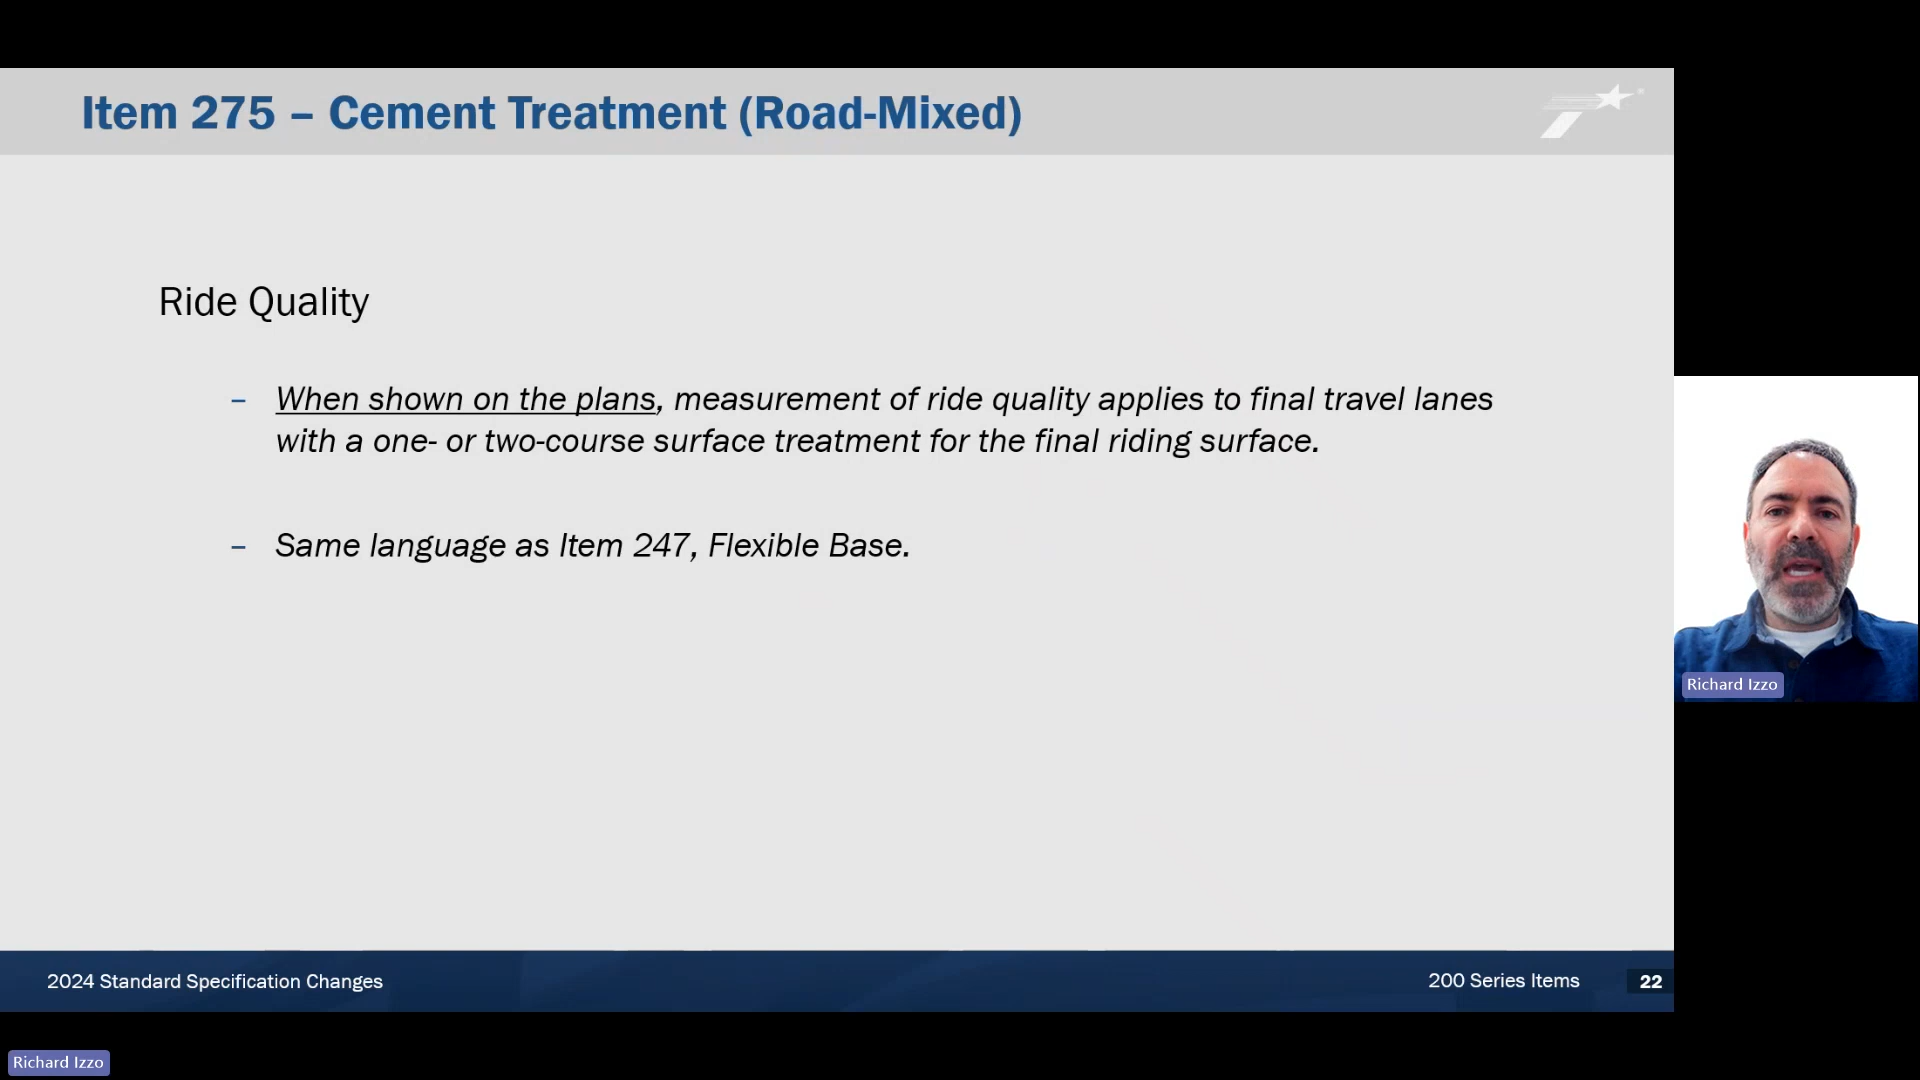 Item 275 – Cement Treatment (Road-Mixed)
Ride Quality
– When shown on the plans, measurement of ride quality applies to final travel lanes
with a one- or two-course surface treatment for the final riding surface.
– Same language as Item 247, Flexible Base.
Richard Izzo
2024 Standard Specification Changes
200 Series Items
22
Richard Izzo